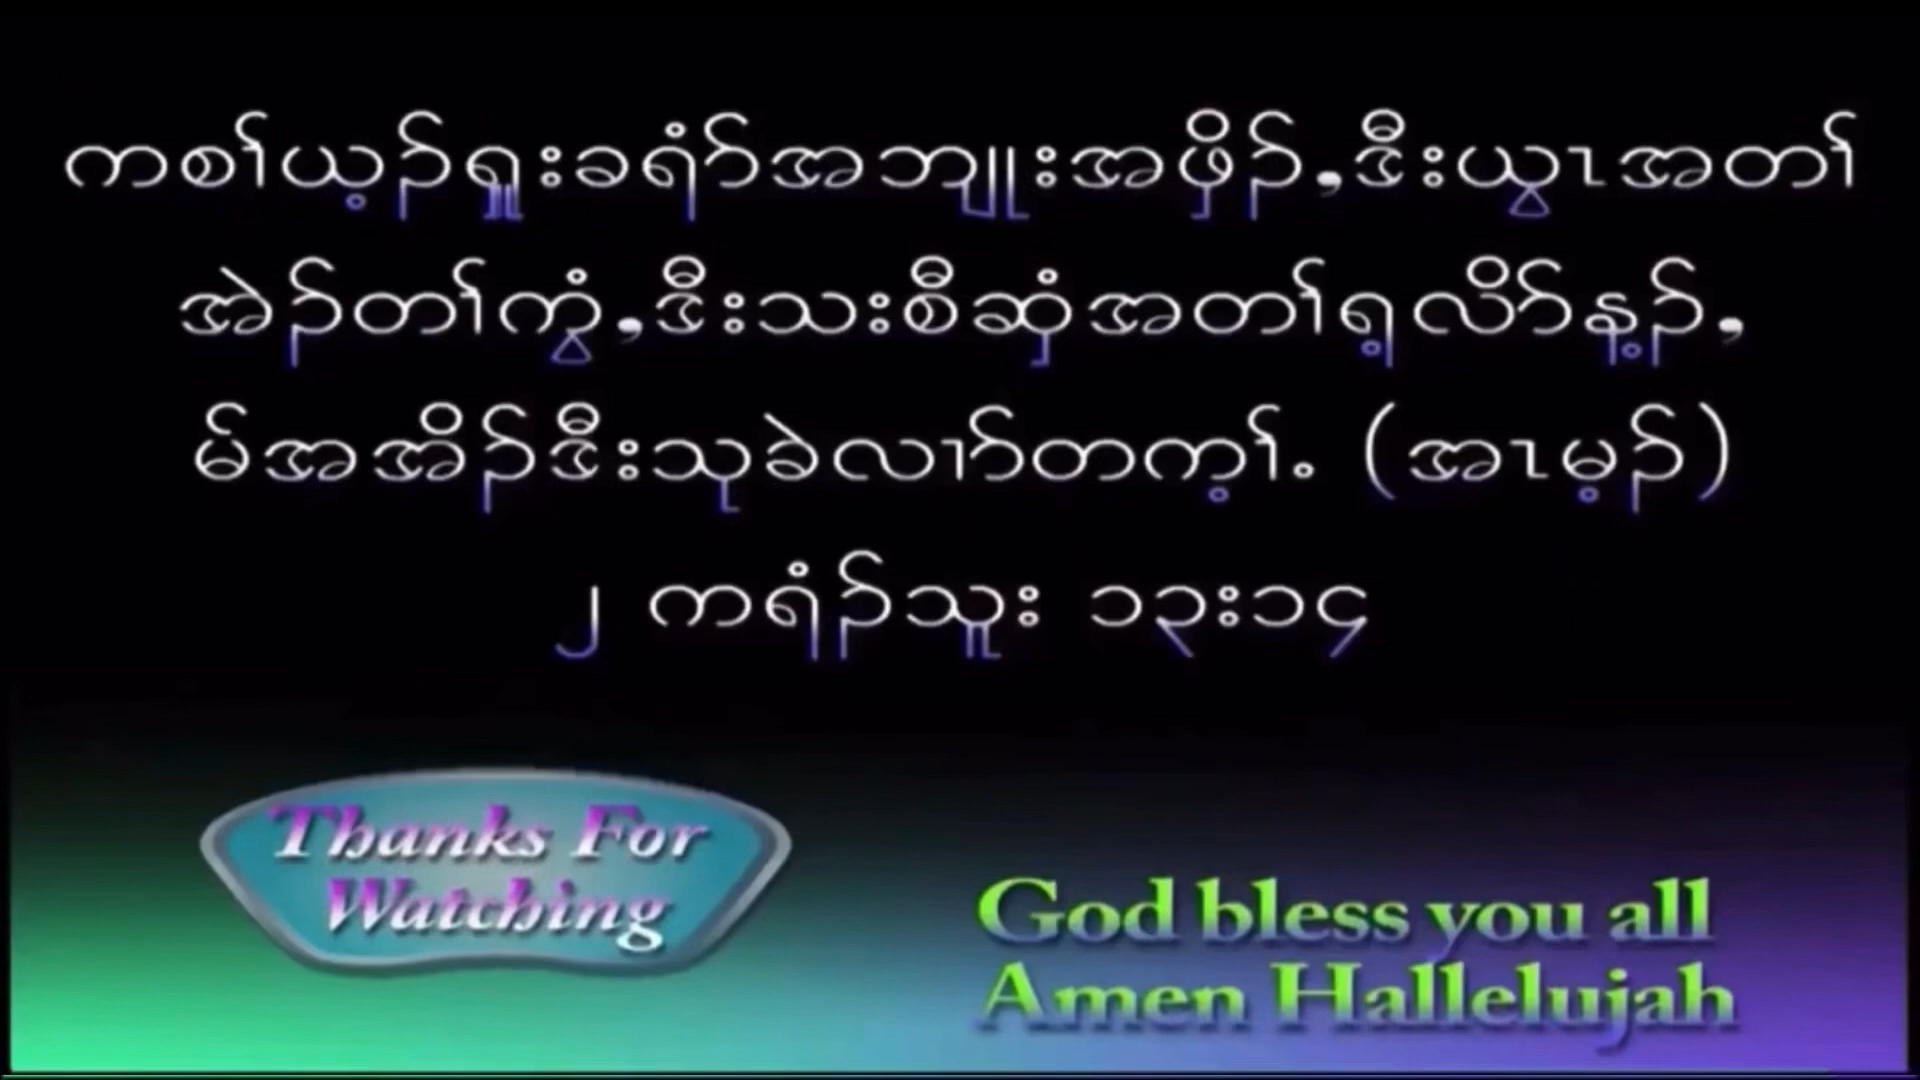 ကစၢ်ယ့ၣ်ရှူးခရံာ်အဘျုးအဖှိၣ်,ဒီးယွၤအတၢ်
အဲၣ်တၢ်ကွံ,ဒီးသးစီဆှံအတၢ်ရ့လိာ်န့ၣ်,
မ်အအိၣ်ဒီးသုခဲလၢာ်တက့ၢ်. (အၤမ့ၣ်)
၂ ကရံၣ်သူး ၁၃း၁၄
Thanks For
Watching
God bless you all
Amen Hallelujah